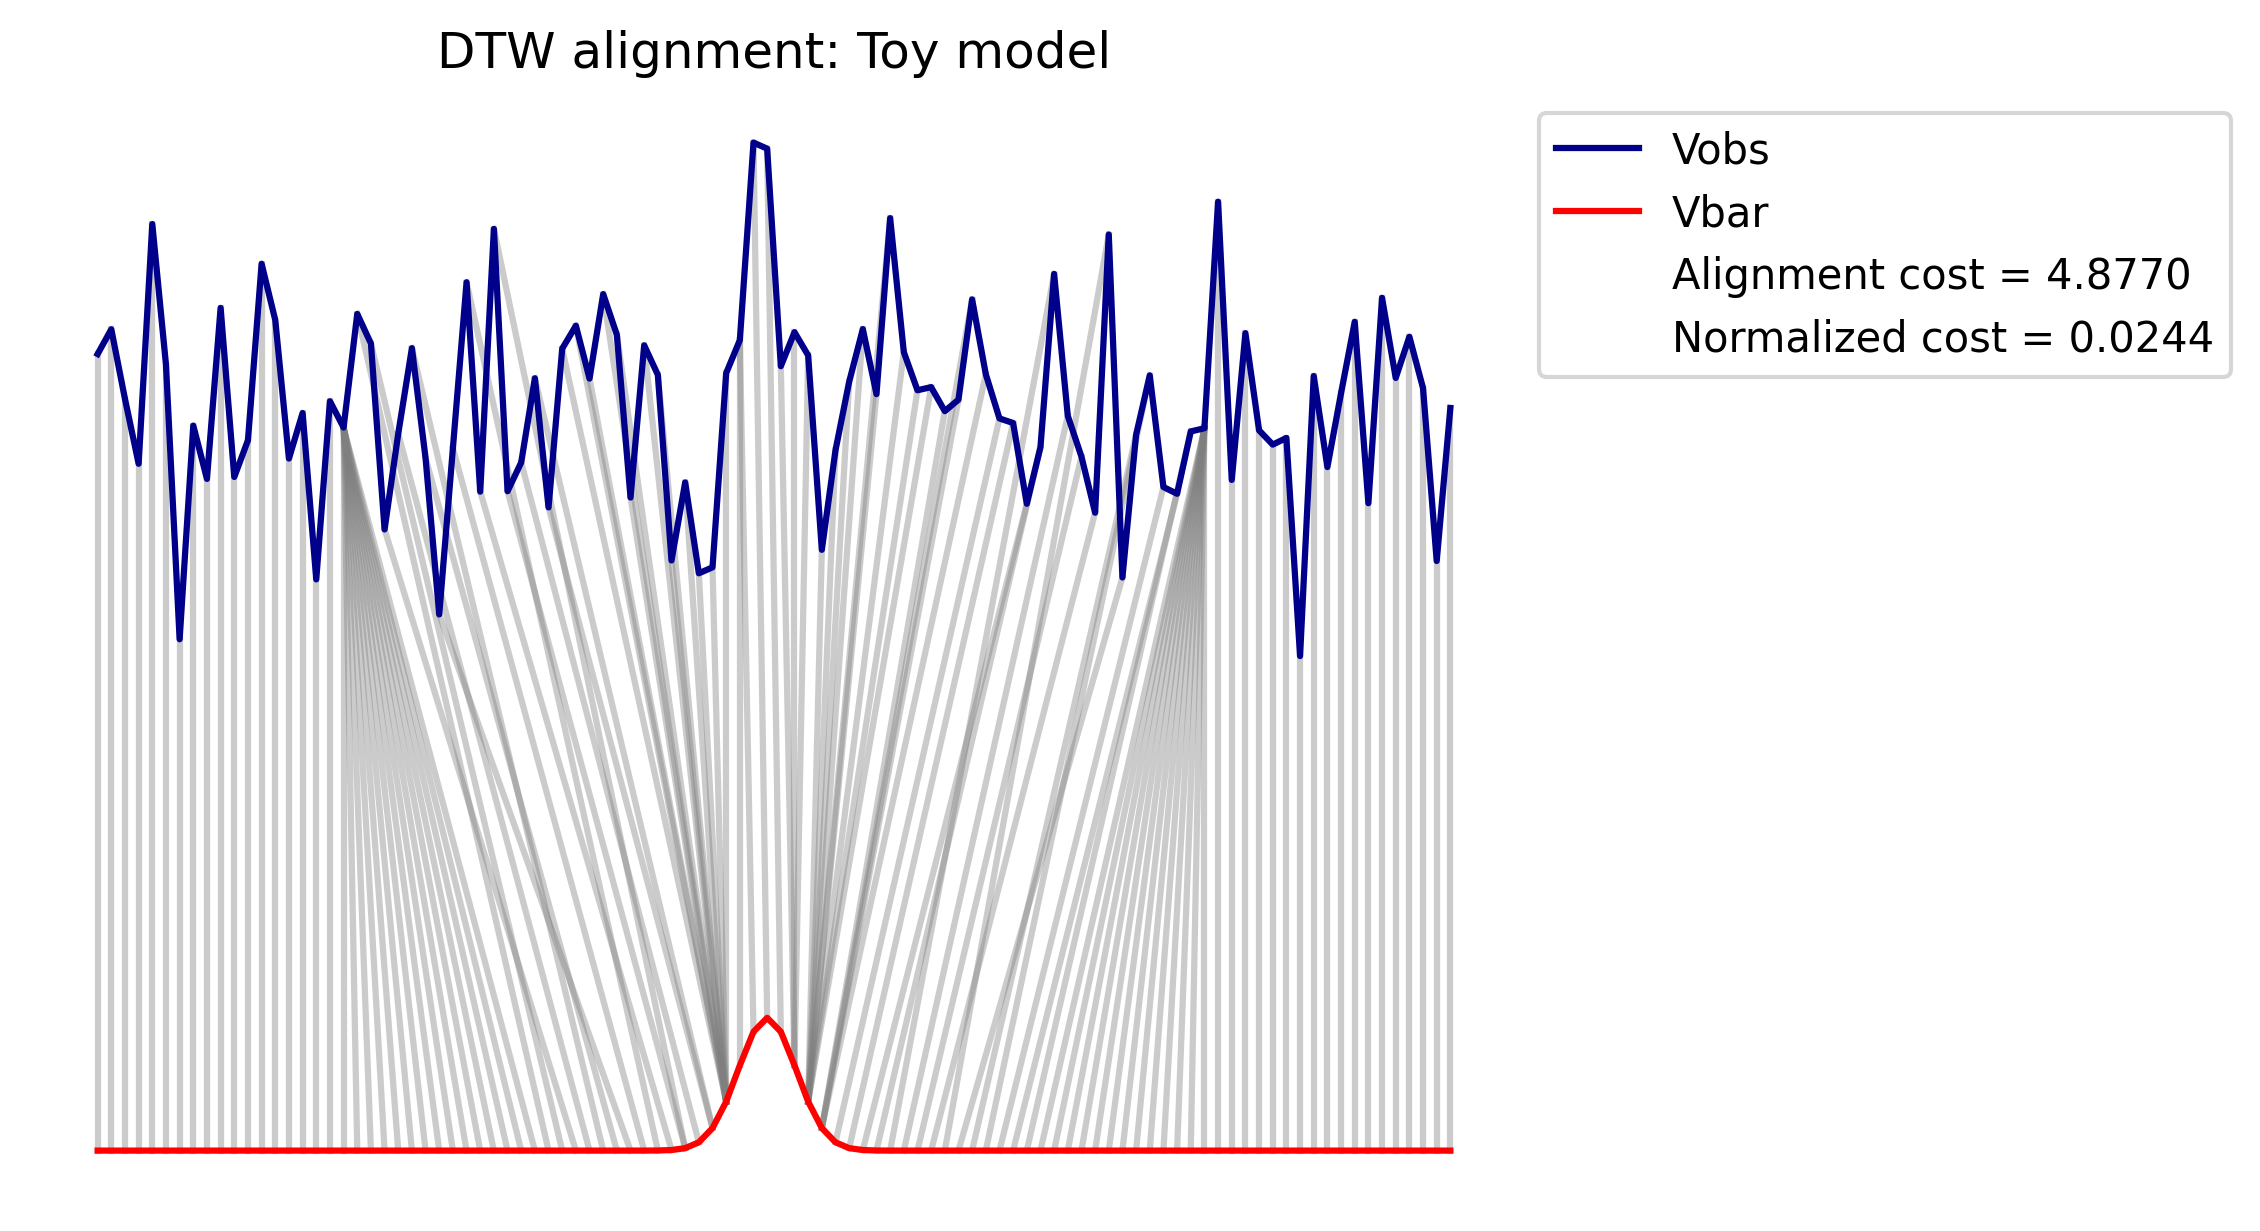 DTW alignment: Toy model
Vobs
Vbar
Alignment cost = 4.8770
Normalized cost = 0.0244